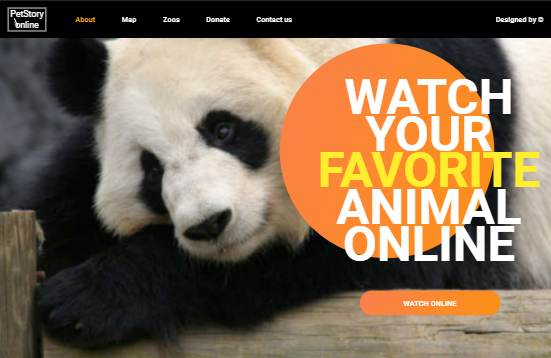 PetStory
online
About Map Zoos Donate Contact us
Designed by ©
WATCH
YOUR
FAVORITE
ANIMAL
ONLINE
WATCH ONLINE